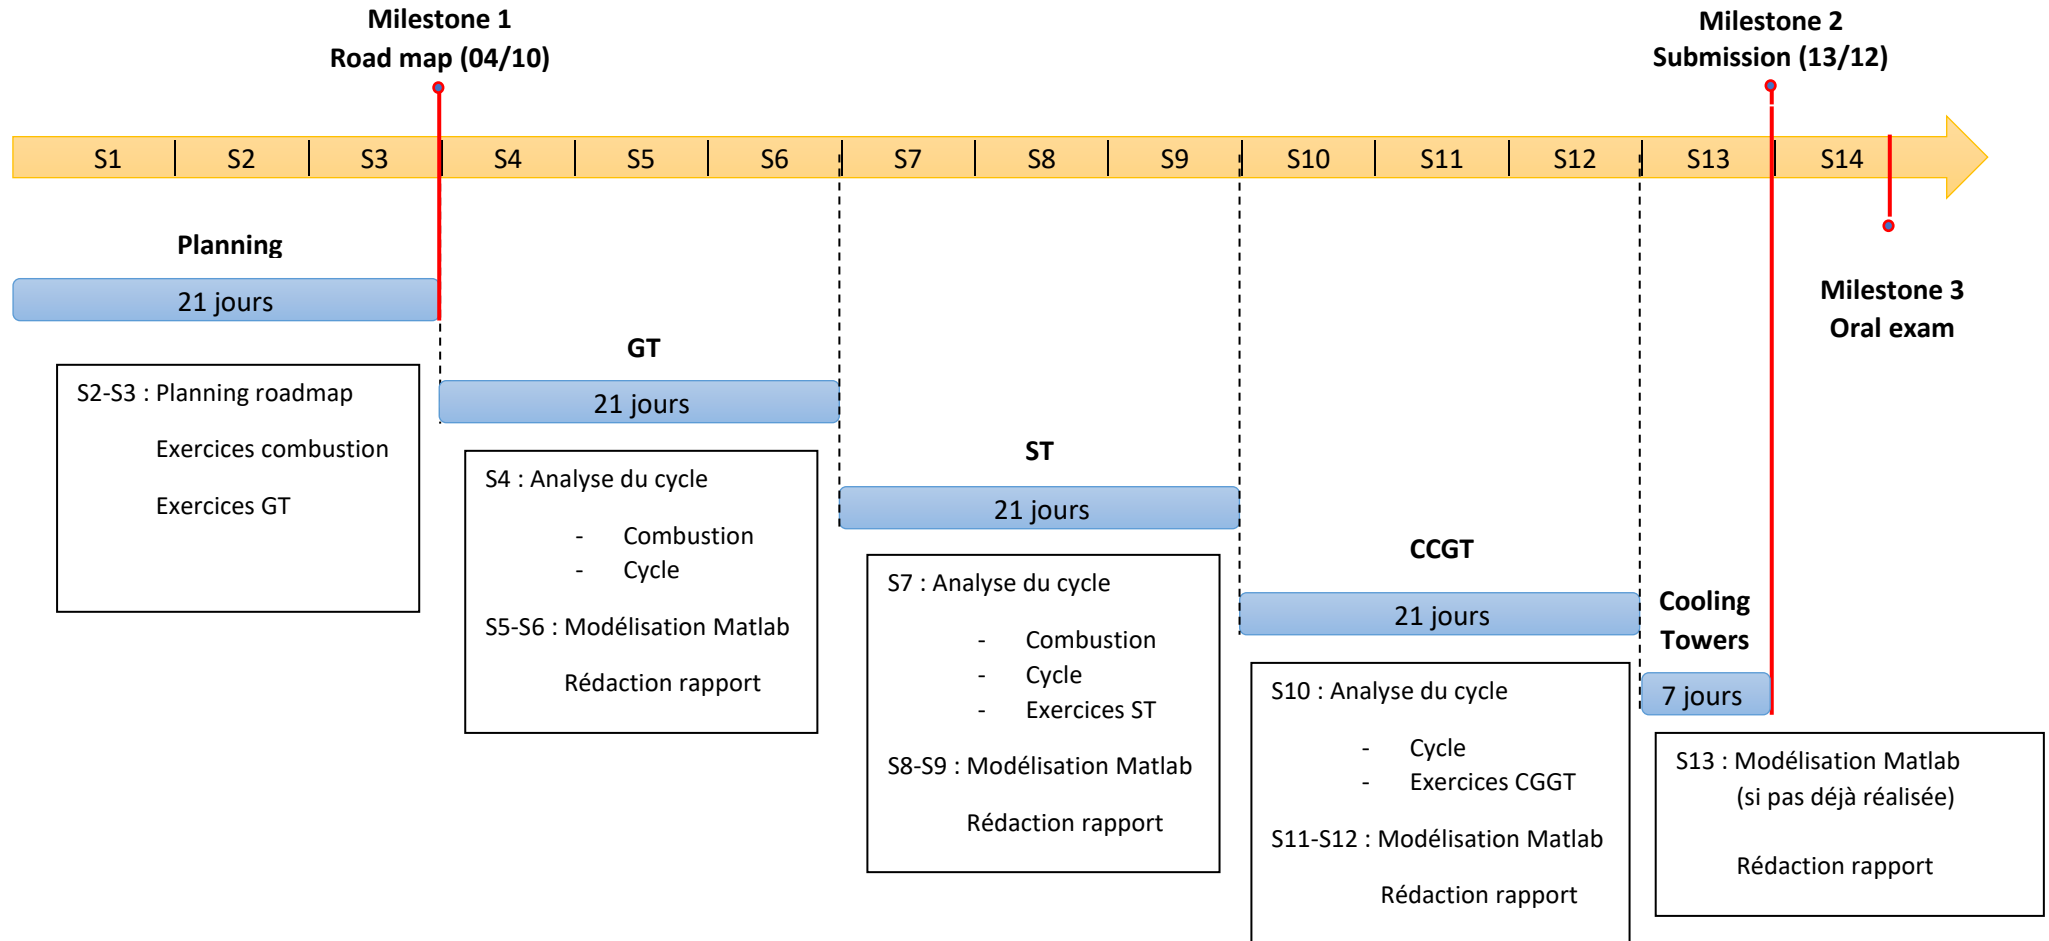 Milestone 1
Road map (04/10)
Milestone 2
Submission (13/12)
S1 S2 S3 S4 S5 S6 S7 S8 S9 S10 S11 S12 S13 S14
Planning
21 jours
S2-S3 : Planning roadmap
Exercices combustion
Exercices GT
GT
21 jours
S4 : Analyse du cycle
- Combustion
- Cycle
S5-S6 : Modélisation Matlab
Rédaction rapport
ST
21 jours
S7 : Analyse du cycle
- Combustion
- Cycle
- Exercices ST
S8-S9 : Modélisation Matlab
Rédaction rapport
CCGT
21 jours
S10 : Analyse du cycle
- Cycle
- Exercices CGGT
S11-S12 : Modélisation Matlab
Rédaction rapport
Cooling
Towers
7 jours
S13 : Modélisation Matlab
(si pas déjà réalisée)
Rédaction rapport
Milestone 3
Oral exam